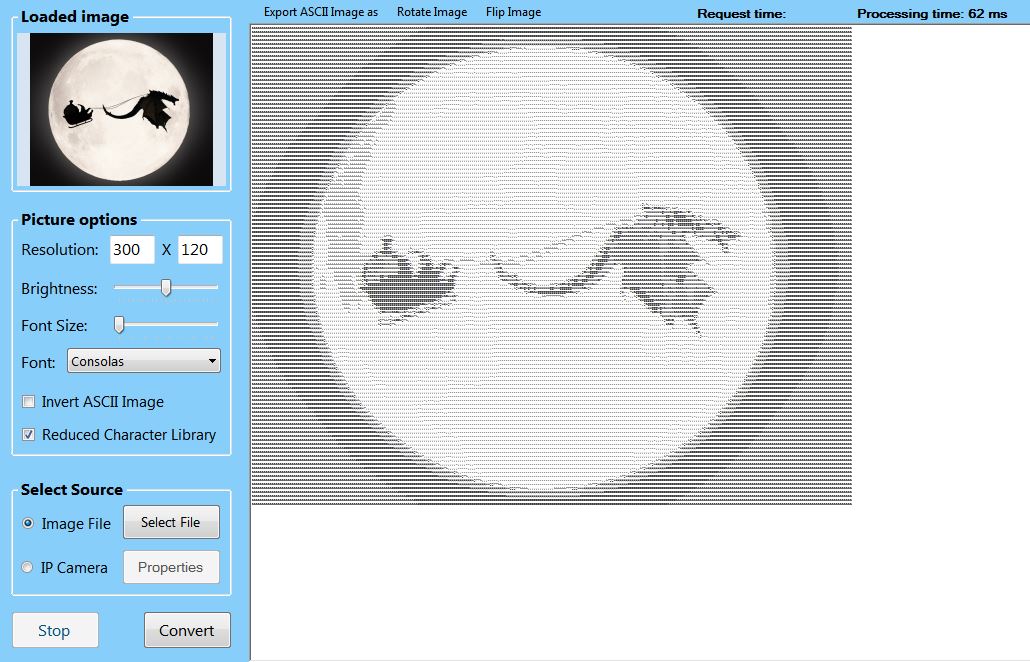 Loaded image
Export ASCII Image as Rotate Image Flip Image Request time: Processing time: 62 ms
Picture options
Resolution: 300 X 120
Brightness:
Font Size:
Font: Consolas
Invert ASCII Image
Reduced Character Library
Select Source
Image File Select File
IP Camera Properties
Stop Convert